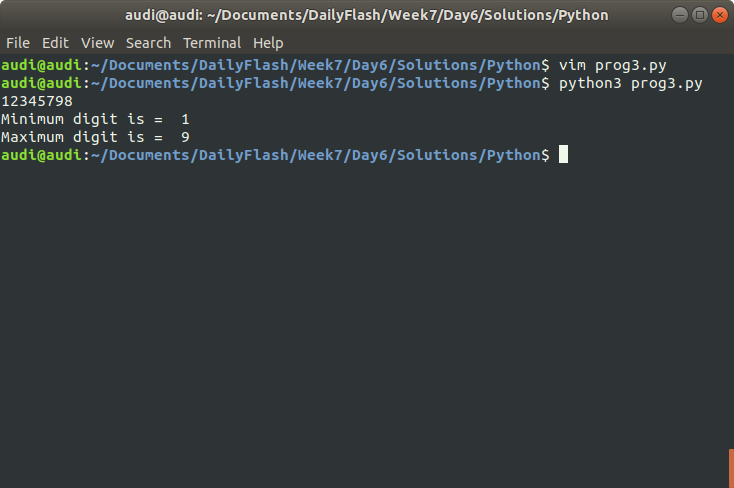 audi@audi: ~/Documents/DailyFlash/Week7/Day6/Solutions/Python
File Edit View Search Terminal Help
audi@audi:~/Documents/DailyFlash/Week7/Day6/Solutions/Python$ vim prog3.py
audi@audi:~/Documents/DailyFlash/Week7/Day6/Solutions/Python$ python3 prog3.py
12345798
Minimum digit is =  1
Maximum digit is =  9
audi@audi:~/Documents/DailyFlash/Week7/Day6/Solutions/Python$